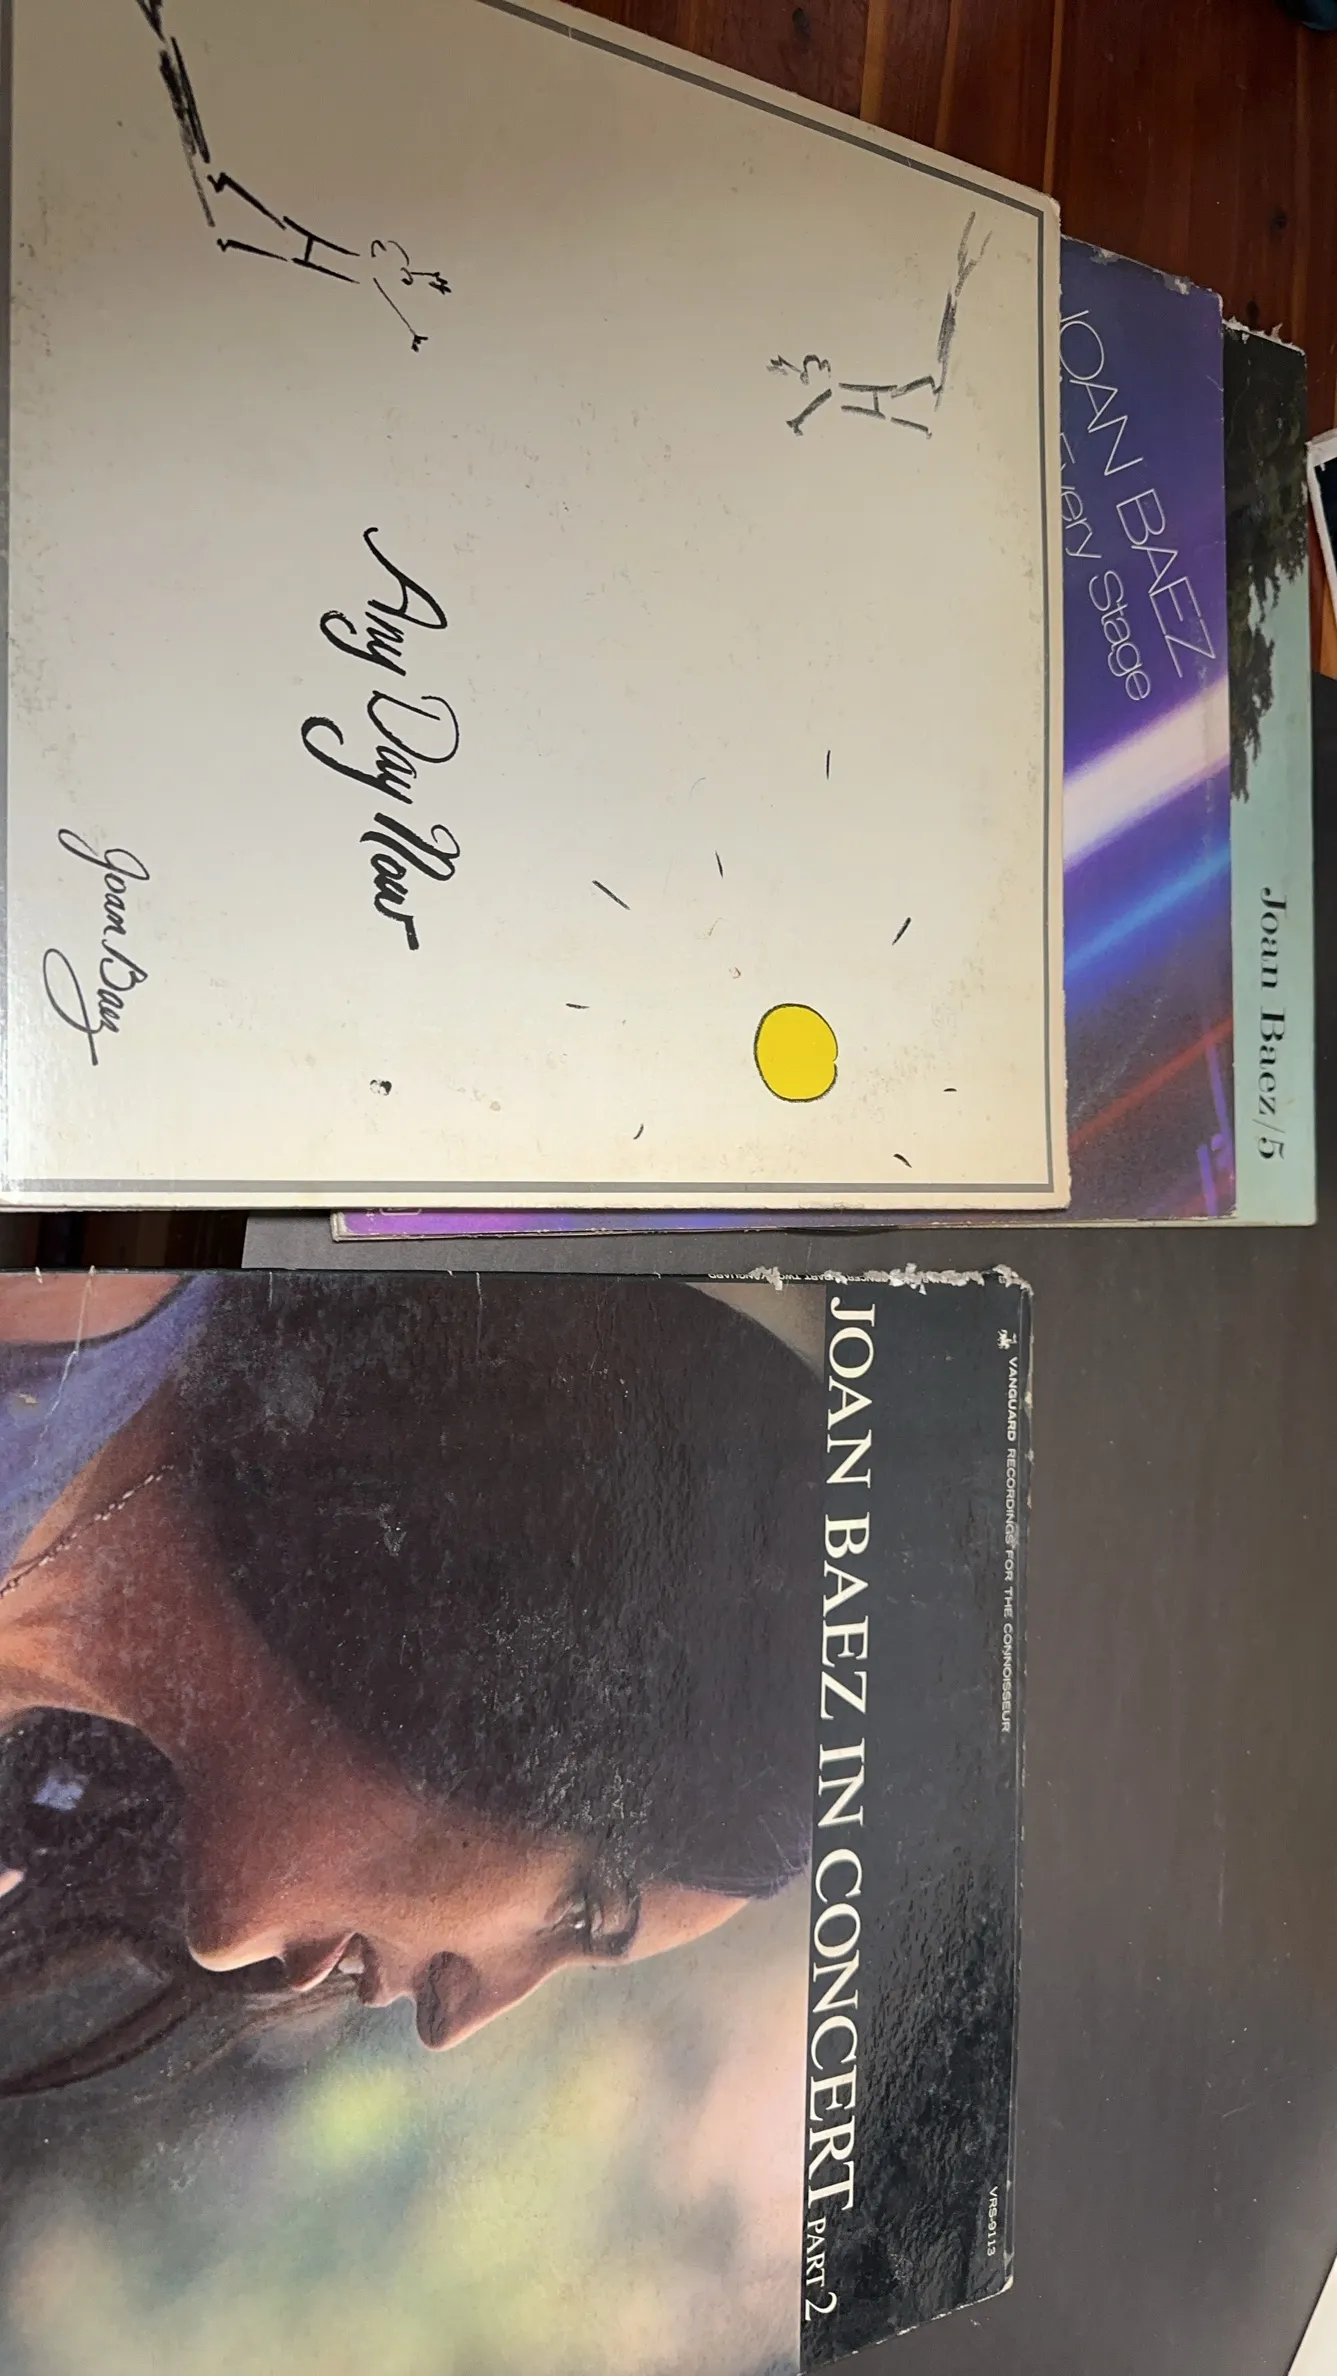 Any Day Now
Joan Baez
JOAN BAEZ
Every Stage
Joan Baez/5
VANGUARD RECORDINGS FOR THE CONNOISSEUR
VRS-9113
JOAN BAEZ IN CONCERT PART 2